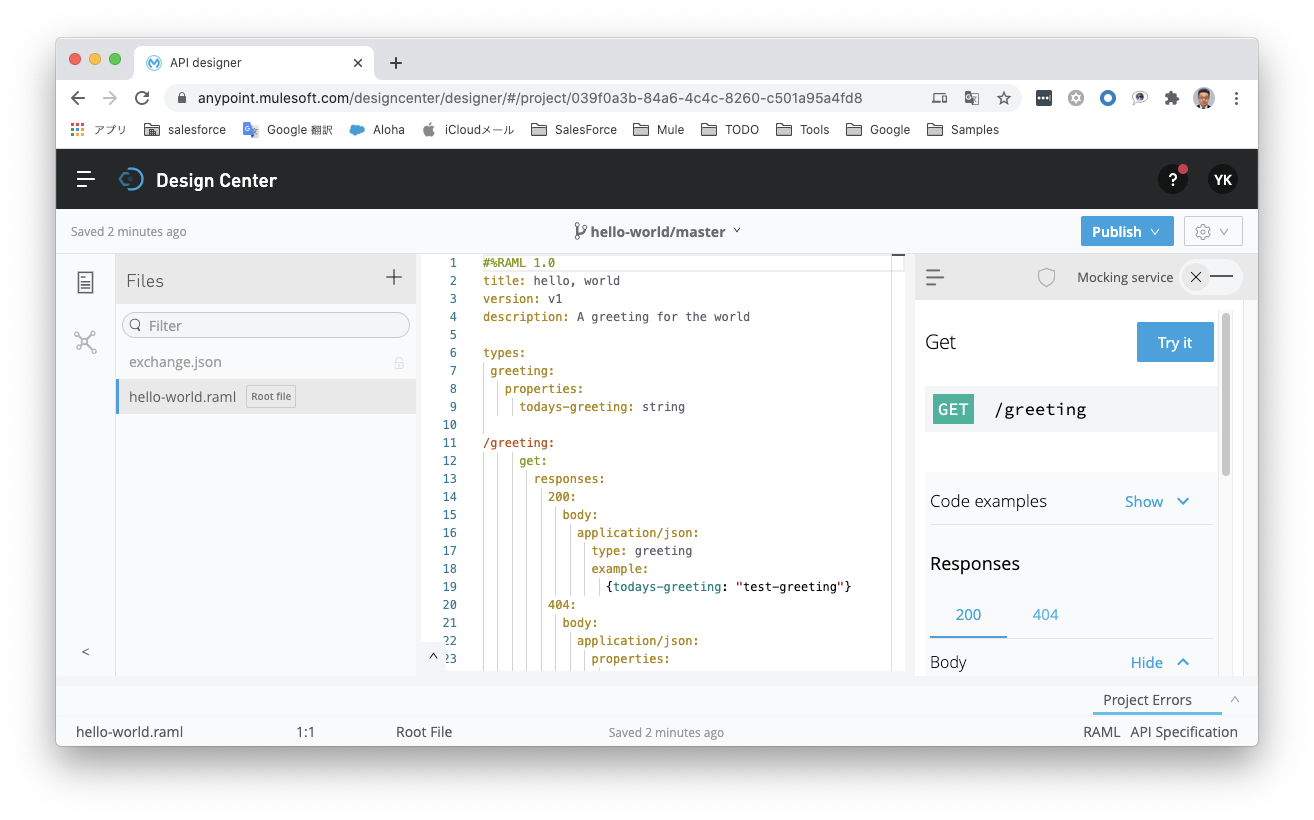 API designer
anypoint.mulesoft.com/designcenter/designer/#/project/039f0a3b-84a6-4c4c-8260-c501a95a4fd8
アプリ salesforce Google 翻訳 Aloha iCloudメール SalesForce Mule TODO Tools Google Samples
Design Center ? YK
Saved 2 minutes ago hello-world/master Publish
Files
Filter
exchange.json
hello-world.raml Root file
<
1 #%RAML 1.0
2 title: hello, world
3 version: v1
4 description: A greeting for the world
5
6 types:
7 greeting:
8 properties:
9 todays-greeting: string
10
11 /greeting:
12 get:
13 responses:
14 200:
15 body:
16 application/json:
17 type: greeting
18 example:
19 {todays-greeting: "test-greeting"}
20 404:
21 body:
22 application/json:
23 properties:
Mocking service
Get Try it
GET /greeting
Code examples Show
Responses
200 404
Body Hide
Project Errors
hello-world.raml 1:1 Root File Saved 2 minutes ago RAML API Specification